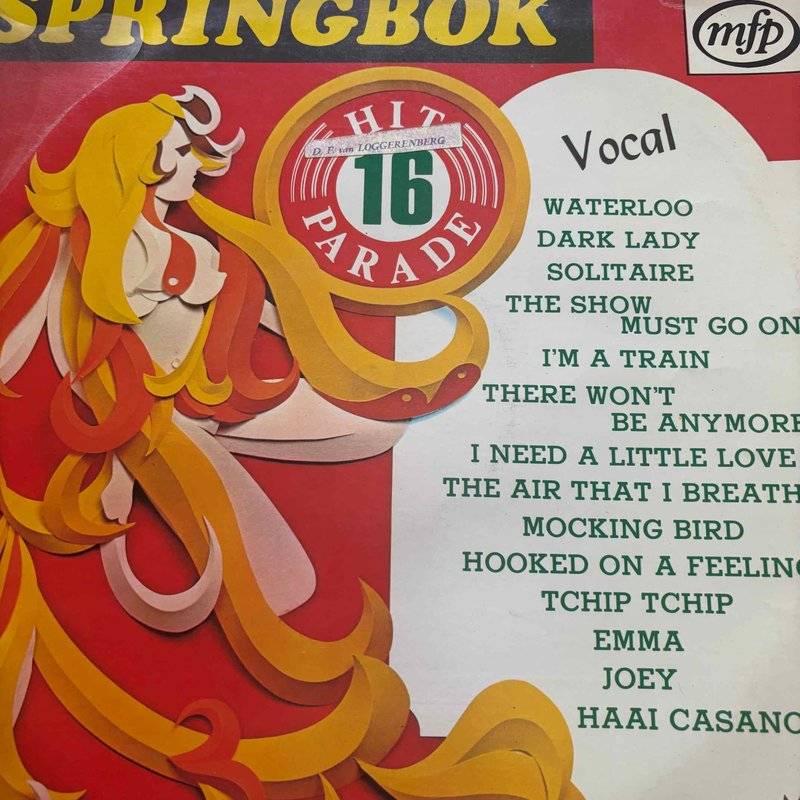 SPRINGBOK
mfp
HIT
D. F. van LOGGERENBERG
16
PARADE
Vocal
WATERLOO
DARK LADY
SOLITAIRE
THE SHOW
MUST GO ON
I'M A TRAIN
THERE WON'T
BE ANYMORE
I NEED A LITTLE LOVE
THE AIR THAT I BREATH
MOCKING BIRD
HOOKED ON A FEELING
TCHIP TCHIP
EMMA
JOEY
HAAI CASANO